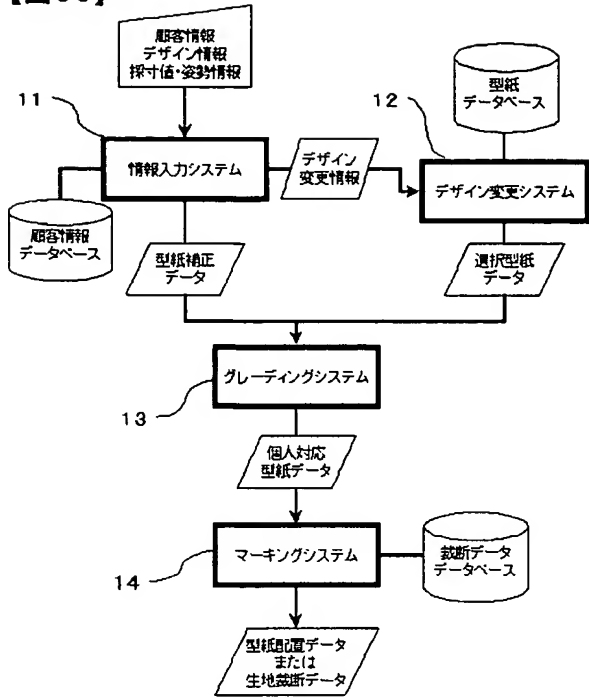 顧客情報
デザイン情報
採寸値・姿勢情報
11
12
型紙
データベース
情報入力システム
デザイン
変更情報
デザイン変更システム
顧客情報
データベース
型紙補正
データ
選択型紙
データ
グレーディングシステム
13
個人対応
型紙データ
マーキングシステム
14
裁断データ
データベース
型紙配置データ
または
生地裁断データ